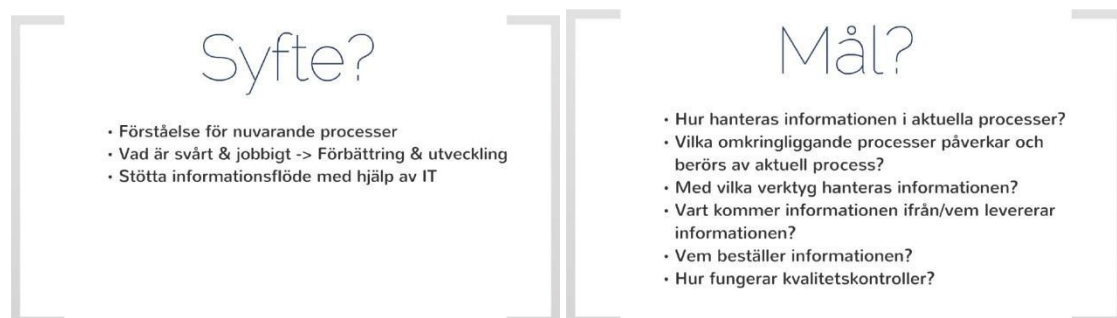 Syfte?
• Förståelse för nuvarande processer
• Vad är svårt & jobbigt -> Förbättring & utveckling
• Stötta informationsflöde med hjälp av IT
Mål?
• Hur hanteras informationen i aktuella processer?
• Vilka omkringliggande processer påverkar och
berörs av aktuell process?
• Med vilka verktyg hanteras informationen?
• Vart kommer informationen ifrån/vem levererar
informationen?
• Vem beställer informationen?
• Hur fungerar kvalitetskontroller?